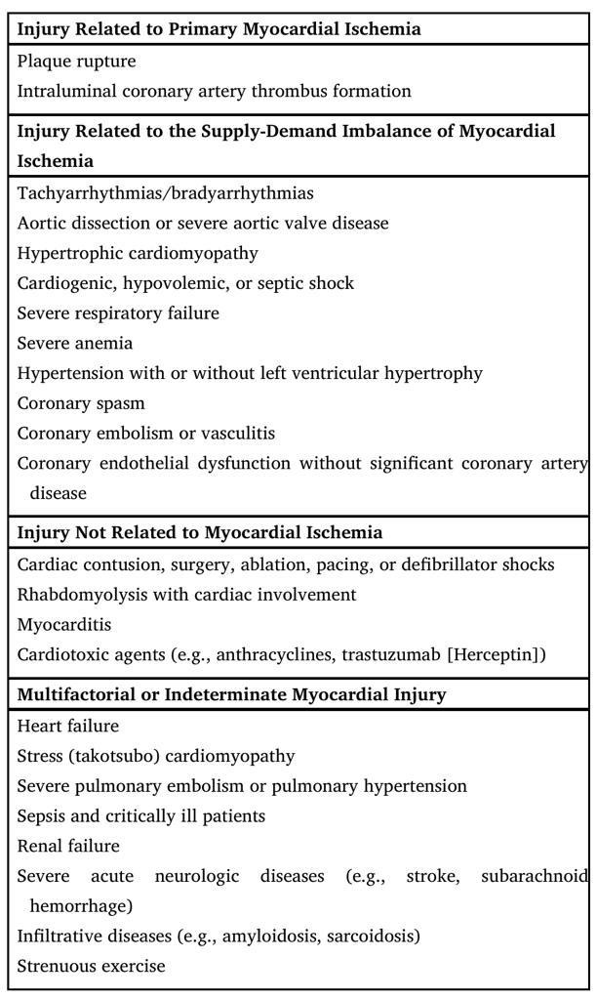 Injury Related to Primary Myocardial Ischemia
Plaque rupture
Intraluminal coronary artery thrombus formation
Injury Related to the Supply-Demand Imbalance of Myocardial
Ischemia
Tachyarrhythmias/bradyarrhythmias
Aortic dissection or severe aortic valve disease
Hypertrophic cardiomyopathy
Cardiogenic, hypovolemic, or septic shock
Severe respiratory failure
Severe anemia
Hypertension with or without left ventricular hypertrophy
Coronary spasm
Coronary embolism or vasculitis
Coronary endothelial dysfunction without significant coronary artery
disease
Injury Not Related to Myocardial Ischemia
Cardiac contusion, surgery, ablation, pacing, or defibrillator shocks
Rhabdomyolysis with cardiac involvement
Myocarditis
Cardiotoxic agents (e.g., anthracyclines, trastuzumab [Herceptin])
Multifactorial or Indeterminate Myocardial Injury
Heart failure
Stress (takotsubo) cardiomyopathy
Severe pulmonary embolism or pulmonary hypertension
Sepsis and critically ill patients
Renal failure
Severe acute neurologic diseases (e.g., stroke, subarachnoid
hemorrhage)
Infiltrative diseases (e.g., amyloidosis, sarcoidosis)
Strenuous exercise